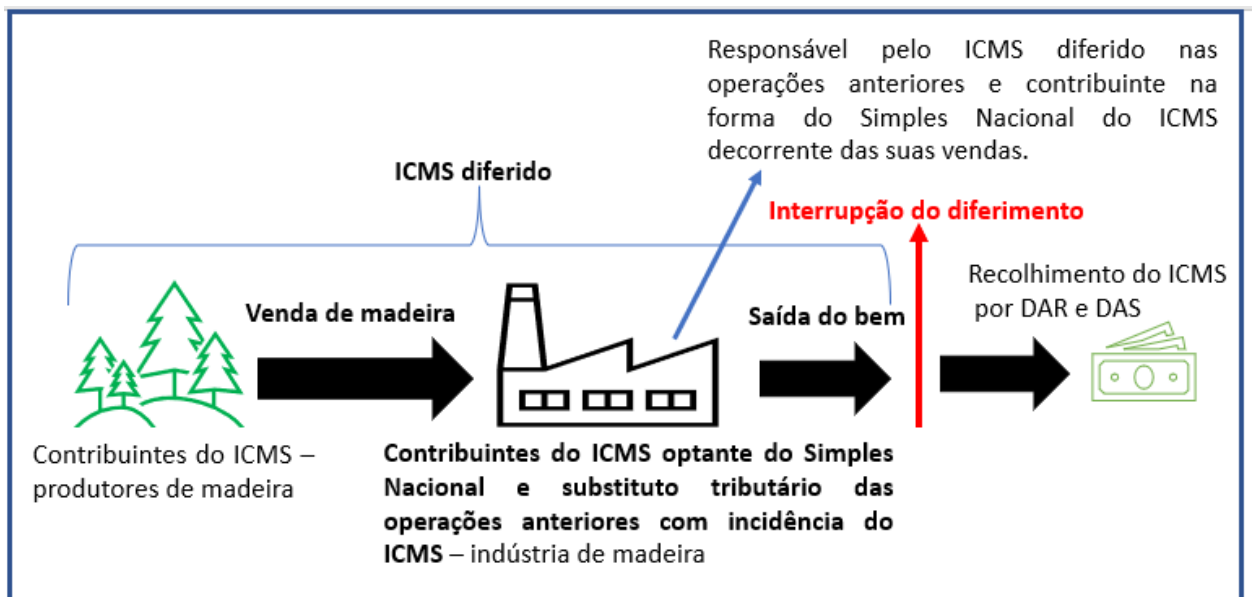 Responsável pelo ICMS diferido nas
operações anteriores e contribuinte na
forma do Simples Nacional do ICMS
decorrente das suas vendas.
ICMS diferido
Interrupção do diferimento
Venda de madeira
Saída do bem
Recolhimento do ICMS
por DAR e DAS
Contribuintes do ICMS –
produtores de madeira
Contribuintes do ICMS optante do Simples
Nacional e substituto tributário das
operações anteriores com incidência do
ICMS – indústria de madeira